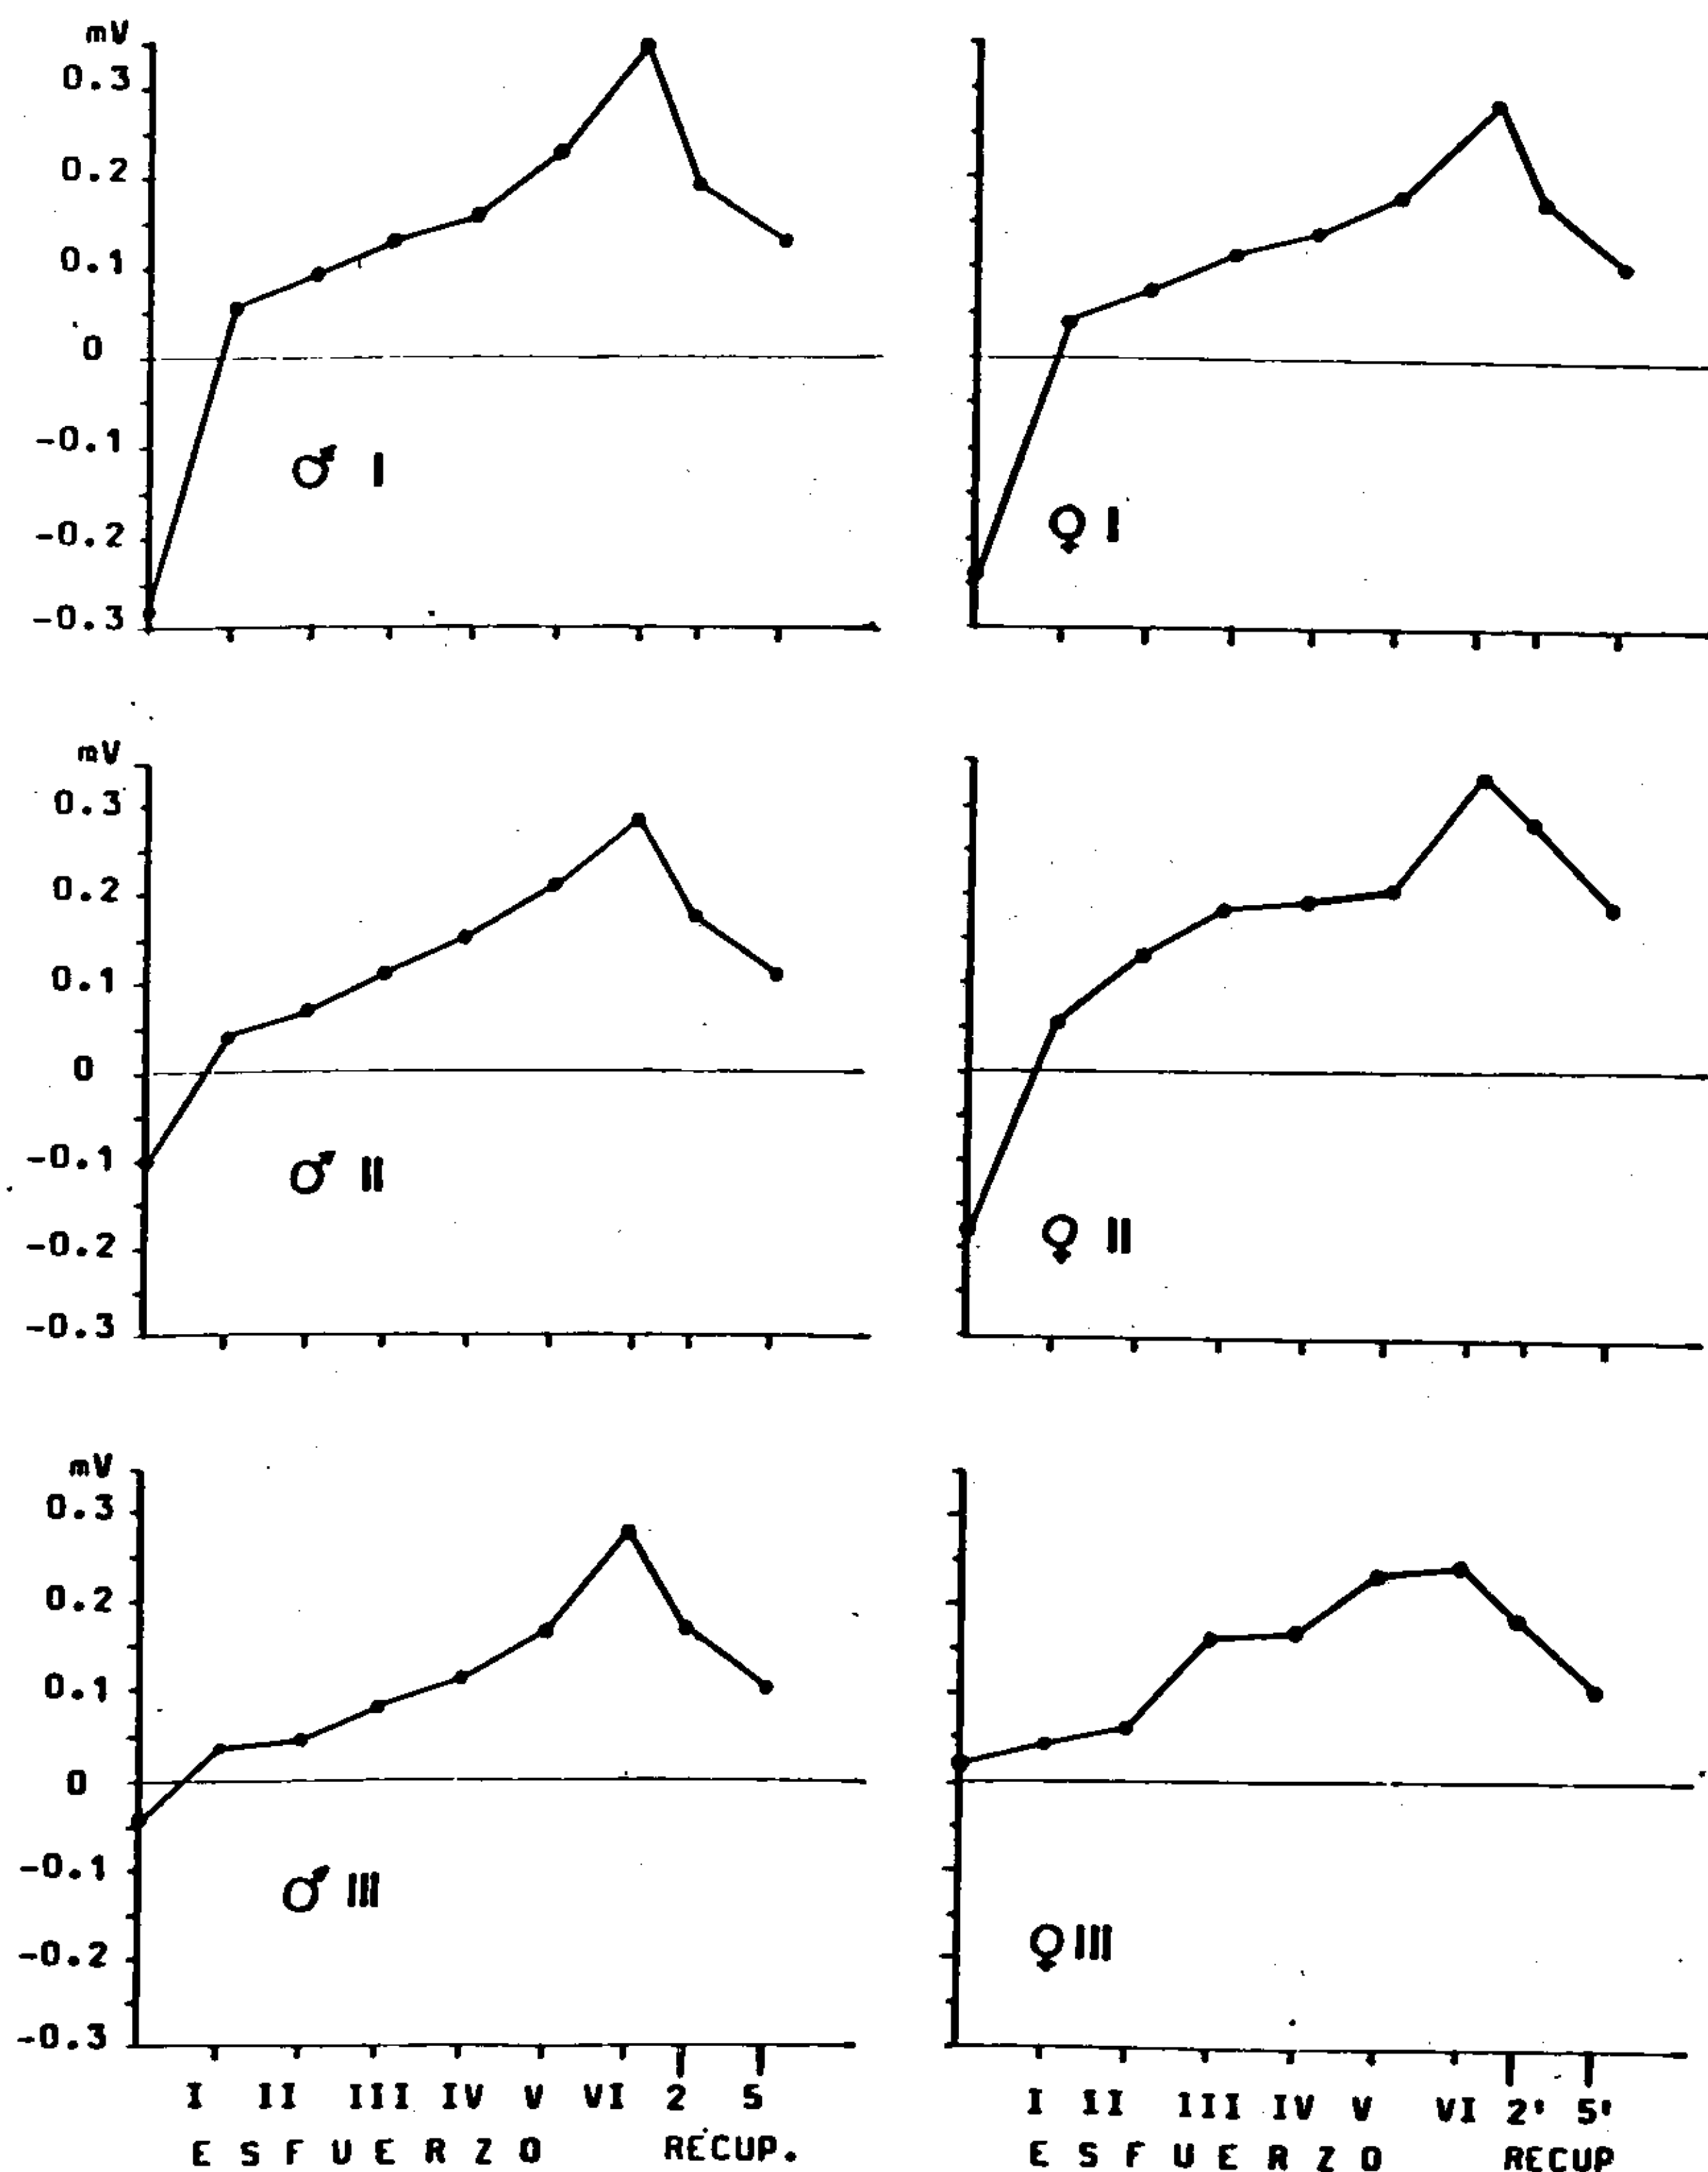 mV
0.3
0.2
0.1
0
-0.1
-0.2
-0.3
♂ I
♀ I
mV
0.3
0.2
0.1
0
-0.1
-0.2
-0.3
♂ II
♀ II
mV
0.3
0.2
0.1
0
-0.1
-0.2
-0.3
♂ III
♀ III
I II III IV V VI 2 5
E S F U E R Z O RECUP.
I II III IV V VI 2' 5'
E S F U E R Z O RECUP